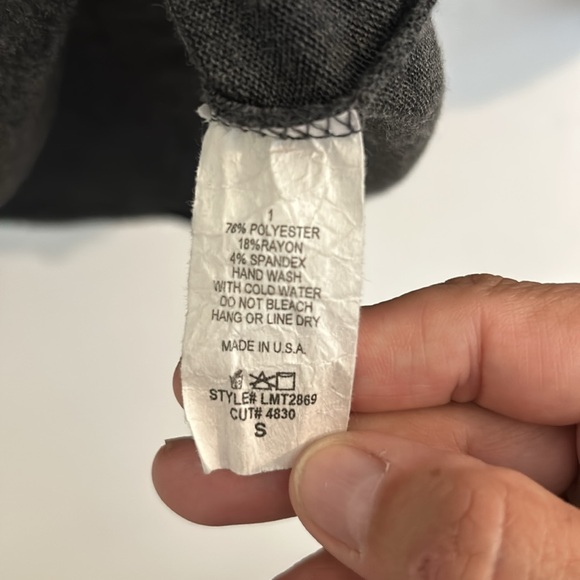 1
78% POLYESTER
18%RAYON
4% SPANDEX
HAND WASH
WITH COLD WATER
DO NOT BLEACH
HANG OR LINE DRY
MADE IN U.S.A.
STYLE# LMT2869
CUT# 4830
S